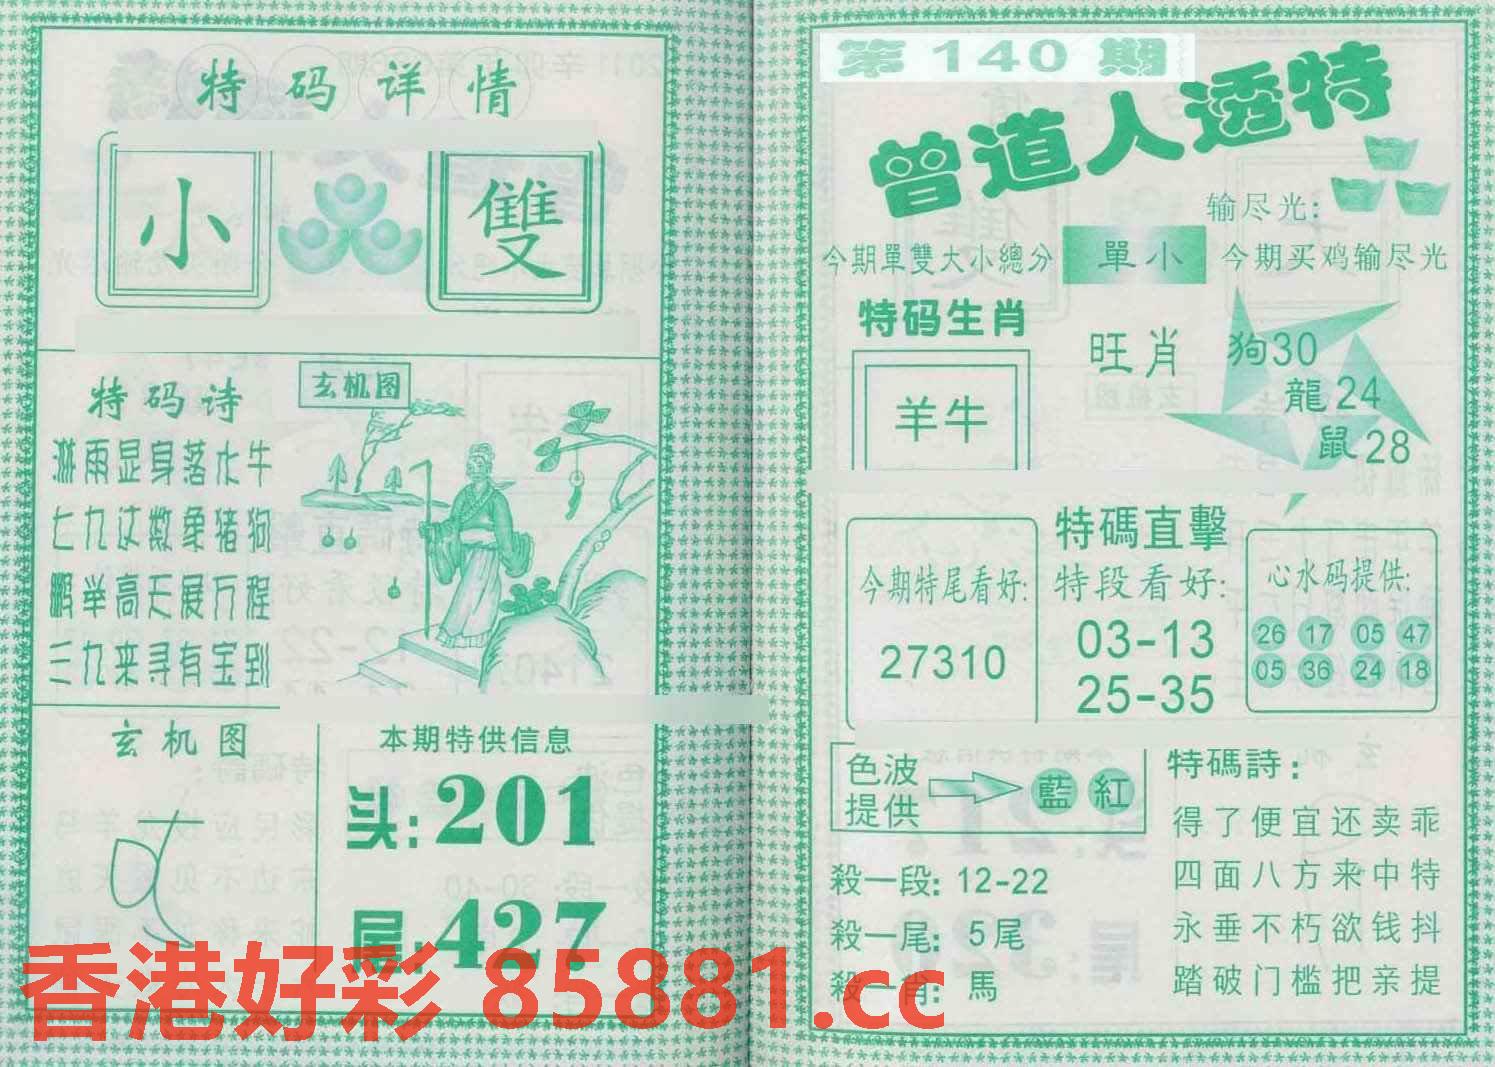 特码详情
小
雙
特码诗
淋雨显身落水牛
七九这数象猪狗
鹏举高天展万程
三九来寻有宝到
玄机图
玄机图
本期特供信息
头:201
尾:427
第140期
曾道人透特
输尽光:
今期單雙大小總分
單小
今期买鸡输尽光
特码生肖
羊牛
旺肖
狗30
龍24
鼠28
今期特尾看好:
27310
特碼直擊
特段看好:
03-13
25-35
心水码提供:
26 17 05 47
05 36 24 18
色波
提供
藍 紅
殺一段: 12-22
殺一尾: 5尾
殺一肖: 馬
特碼詩:
得了便宜还卖乖
四面八方来中特
永垂不朽欲钱抖
踏破门槛把亲提
香港好彩 85881.cc